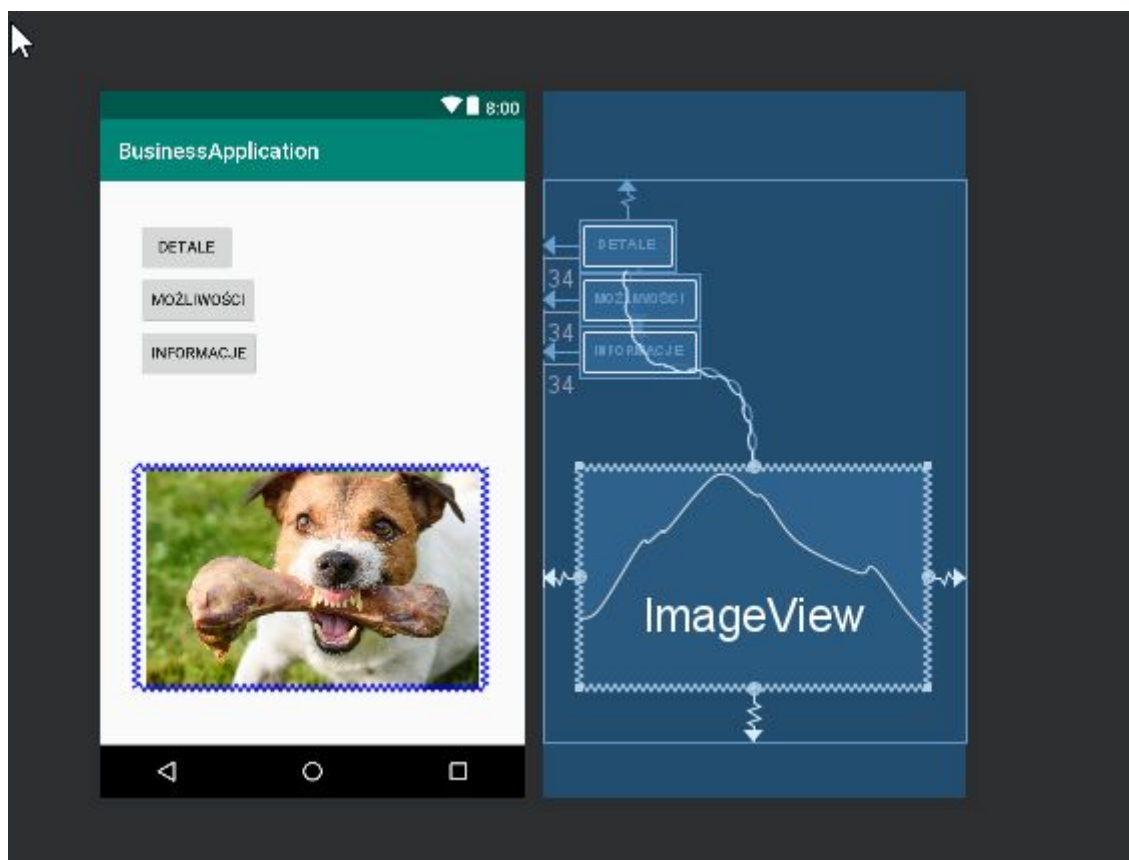 8:00
BusinessApplication
DETALE
MOŻLIWOŚCI
INFORMACJE
DETALE
34
MOŻLIWOŚCI
34
INFORMACJE
34
ImageView